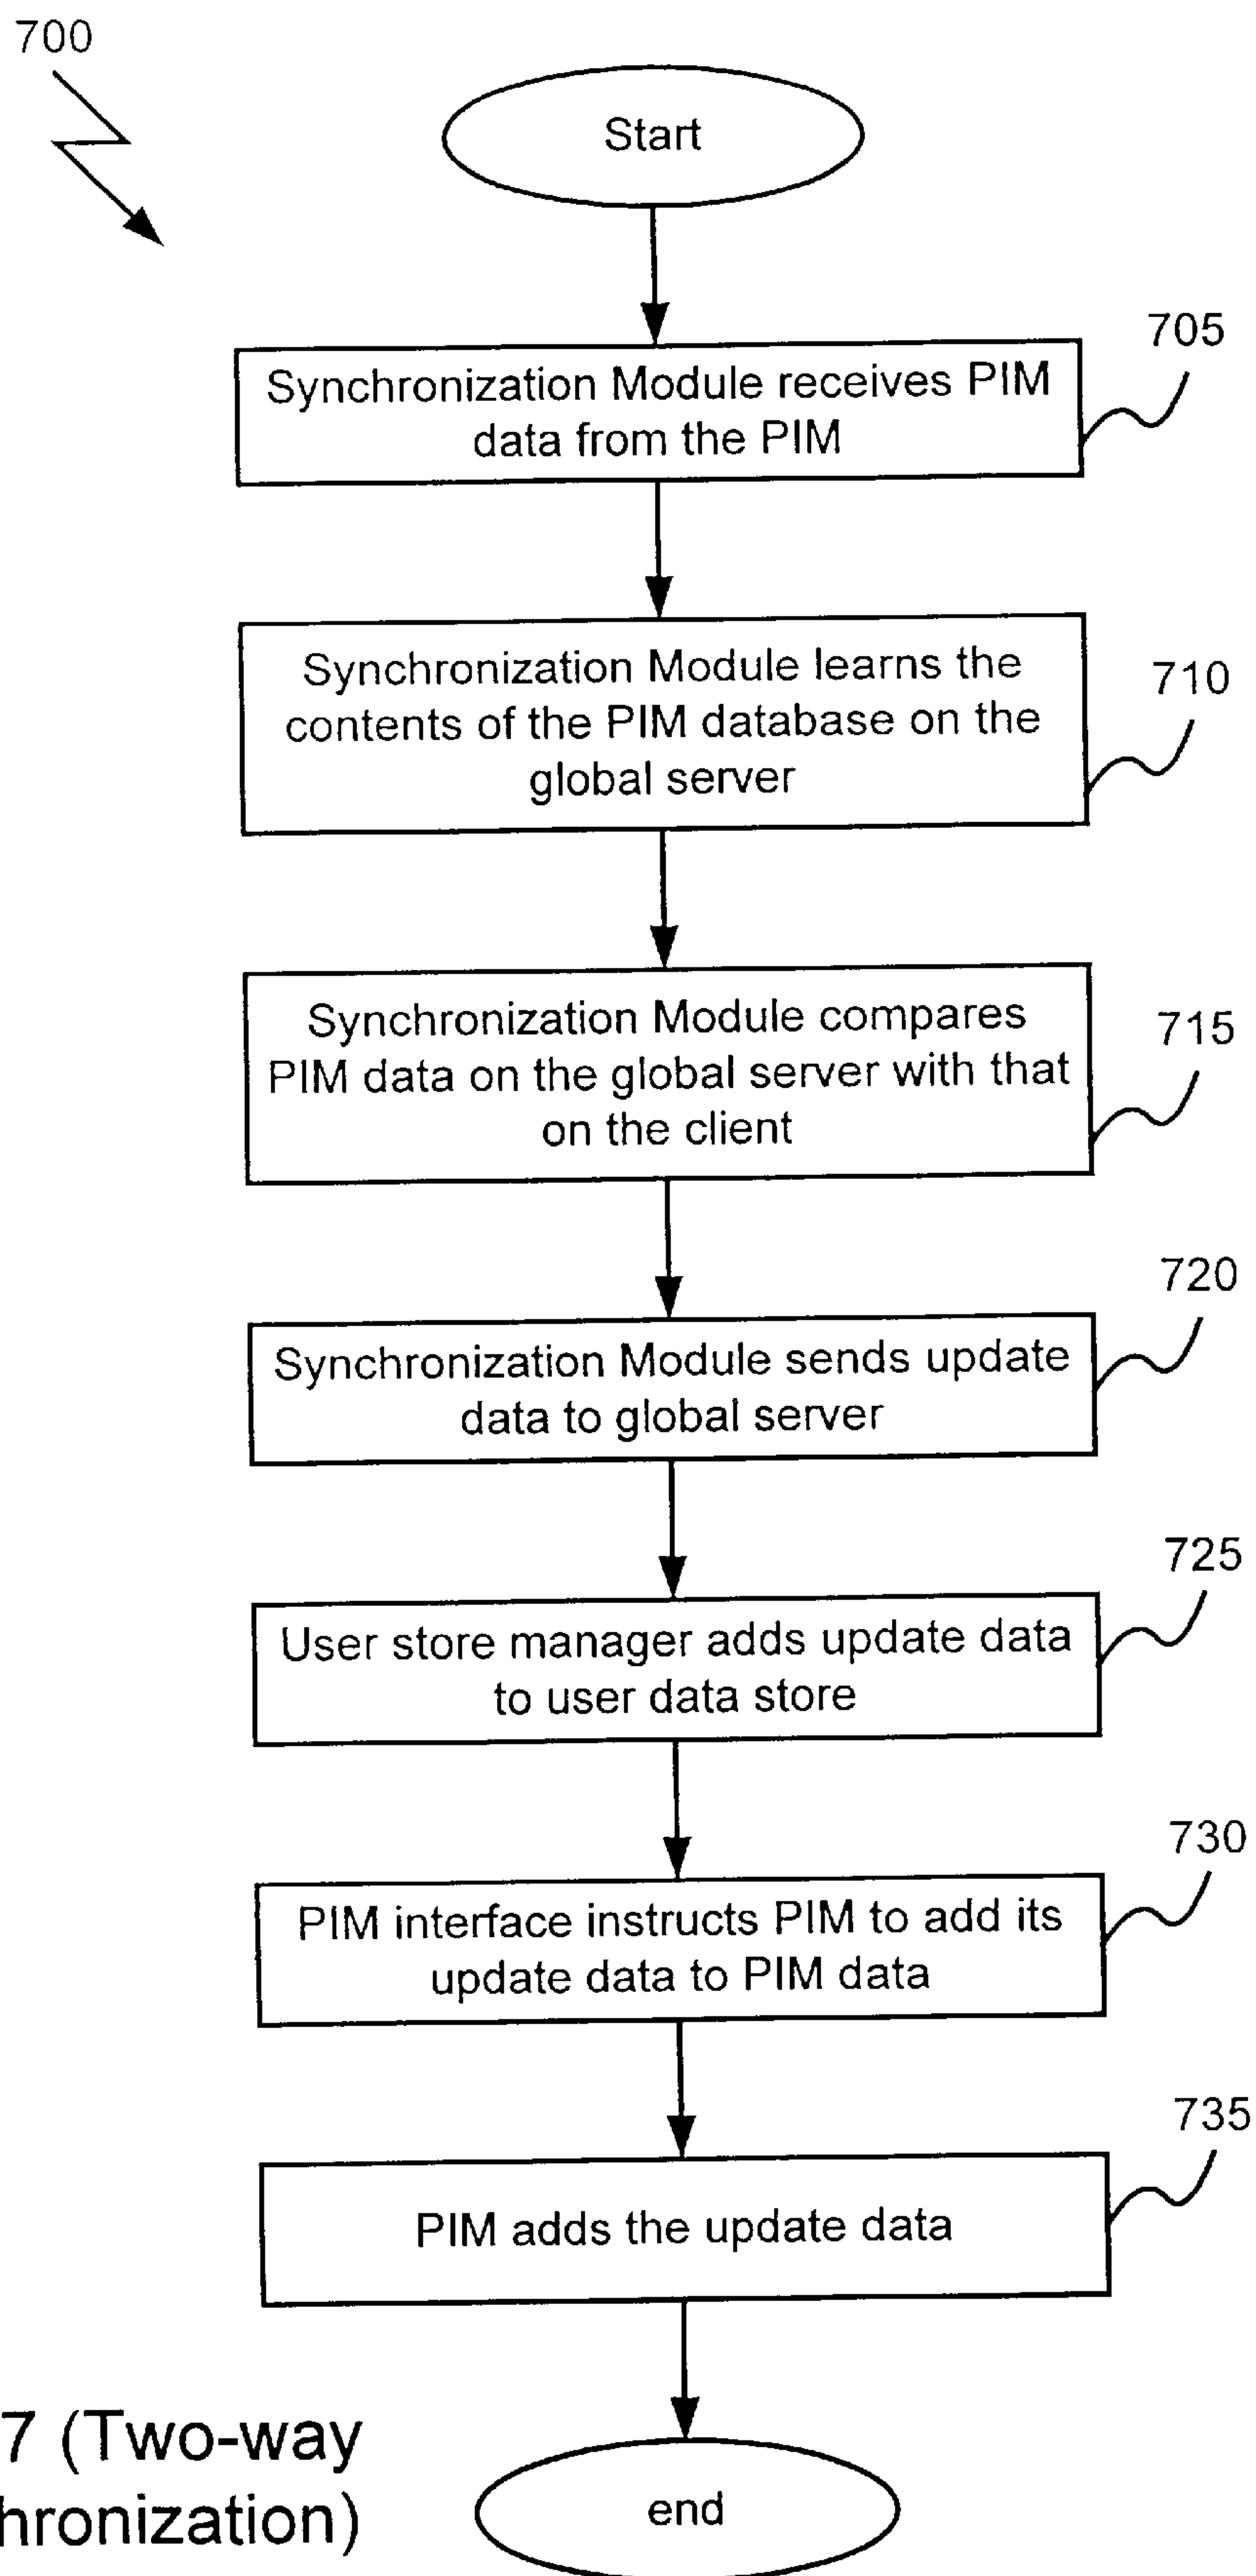 700
Start
705
Synchronization Module receives PIM
data from the PIM
710
Synchronization Module learns the
contents of the PIM database on the
global server
715
Synchronization Module compares
PIM data on the global server with that
on the client
720
Synchronization Module sends update
data to global server
725
User store manager adds update data
to user data store
730
PIM interface instructs PIM to add its
update data to PIM data
735
PIM adds the update data
end
7 (Two-way
hronization)